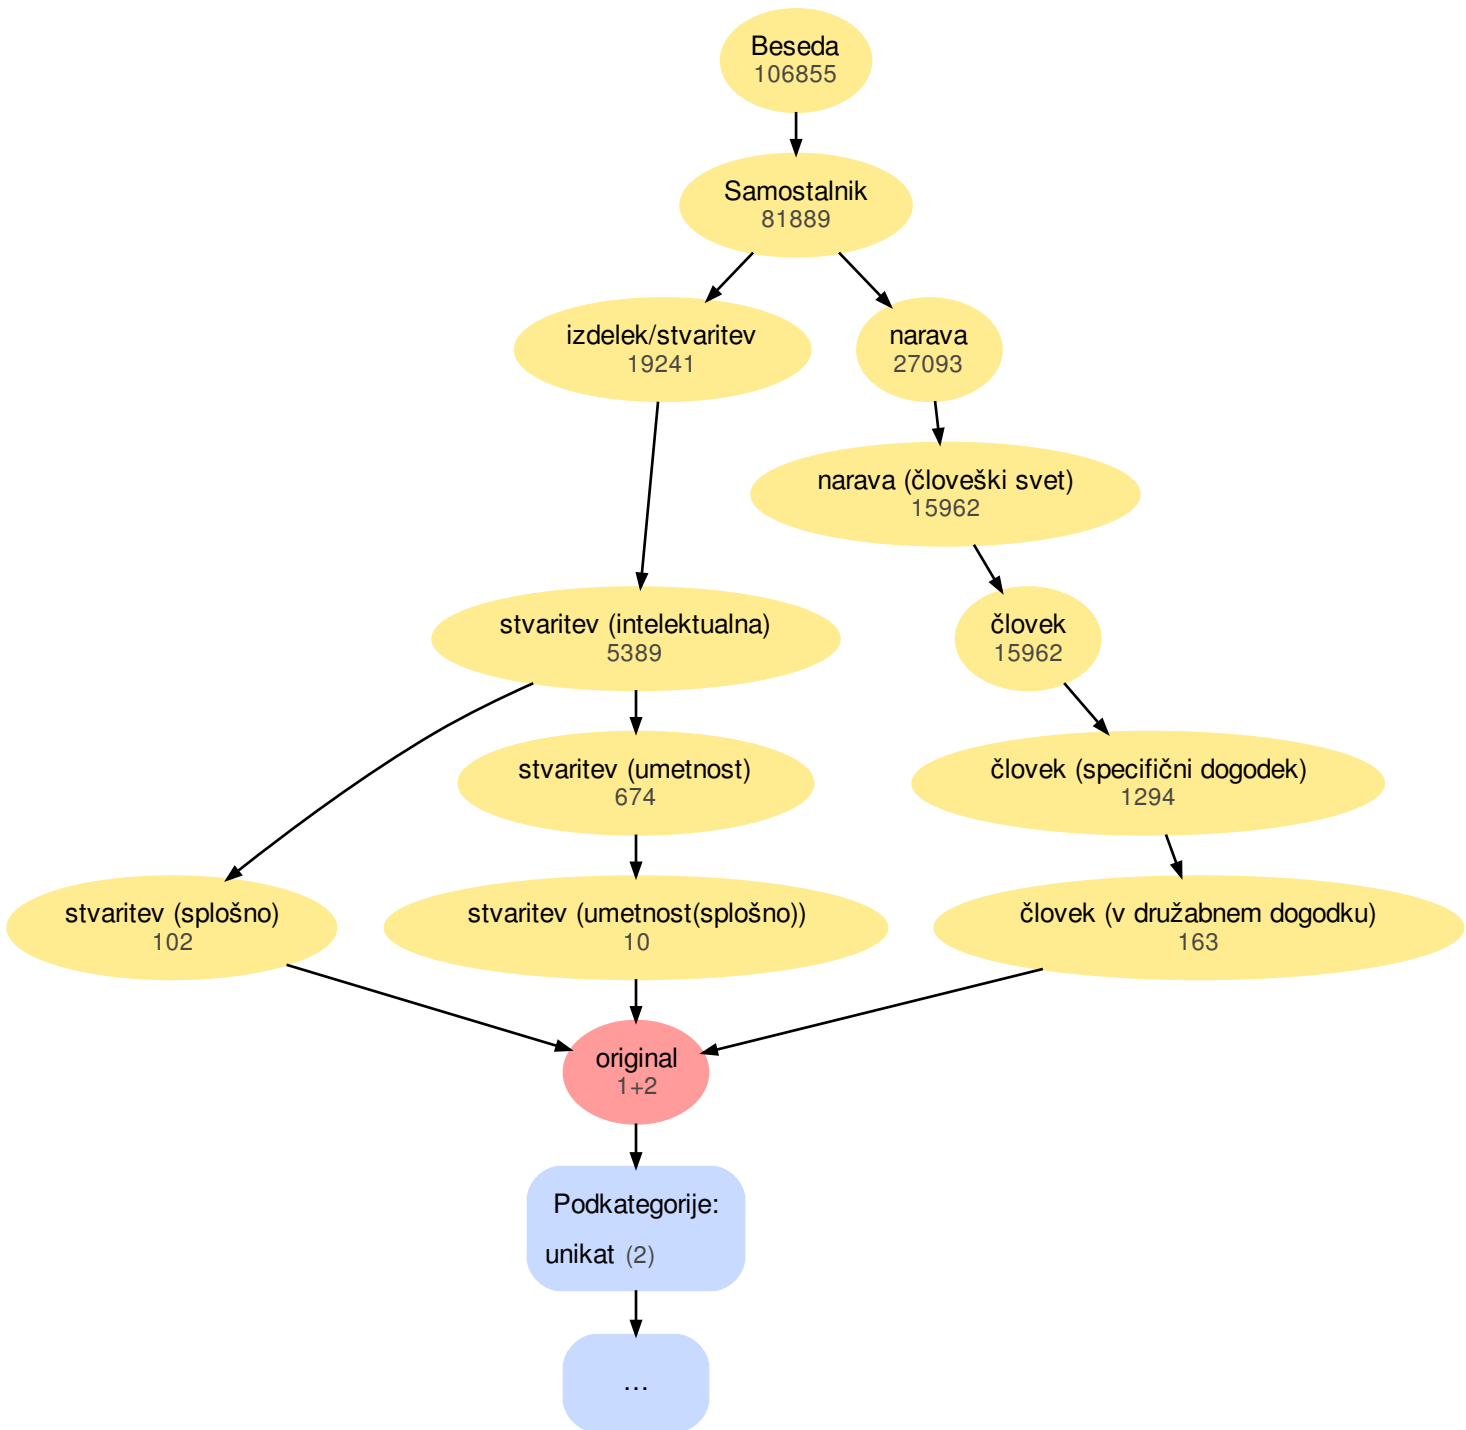 Beseda
106855
Samostalnik
81889
izdelek/stvaritev
19241
narava
27093
narava (človeški svet)
15962
stvaritev (intelektualna)
5389
človek
15962
stvaritev (umetnost)
674
človek (specifični dogodek)
1294
stvaritev (splošno)
102
stvaritev (umetnost(splošno))
10
človek (v družabnem dogodku)
163
original
1+2
Podkategorije:
unikat (2)
...